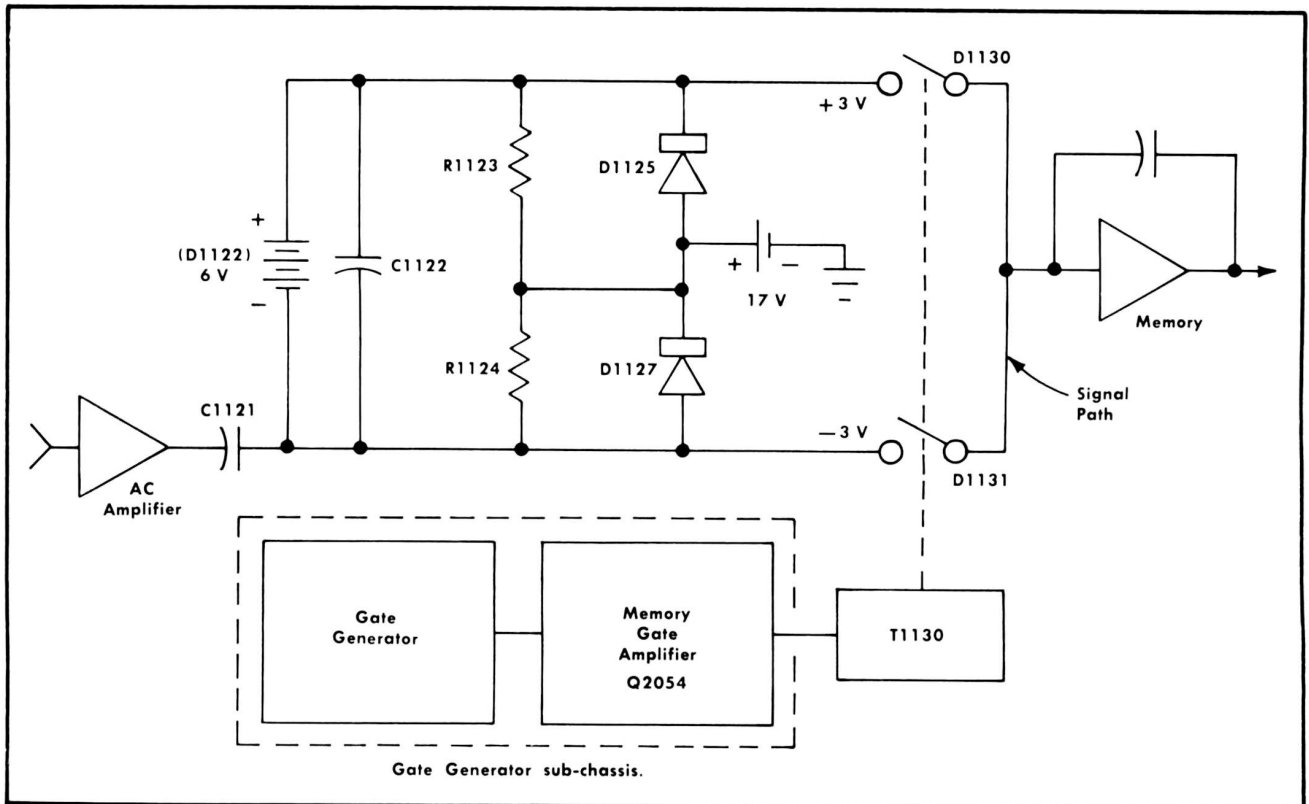 D1130
+3 V
R1123
D1125
+
(D1122)
6 V
−
C1122
+ −
17 V
Memory
R1124
D1127
Signal
Path
C1121
−3 V
D1131
AC
Amplifier
Gate
Generator
Memory
Gate
Amplifier
Q2054
T1130
Gate Generator sub-chassis.